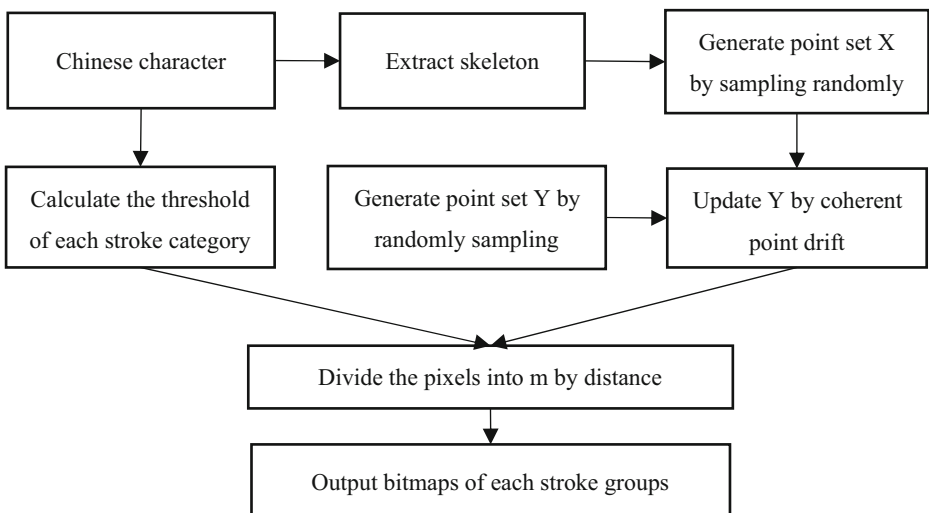 Chinese character
Extract skeleton
Generate point set X
by sampling randomly
Calculate the threshold
of each stroke category
Generate point set Y by
randomly sampling
Update Y by coherent
point drift
Divide the pixels into m by distance
Output bitmaps of each stroke groups